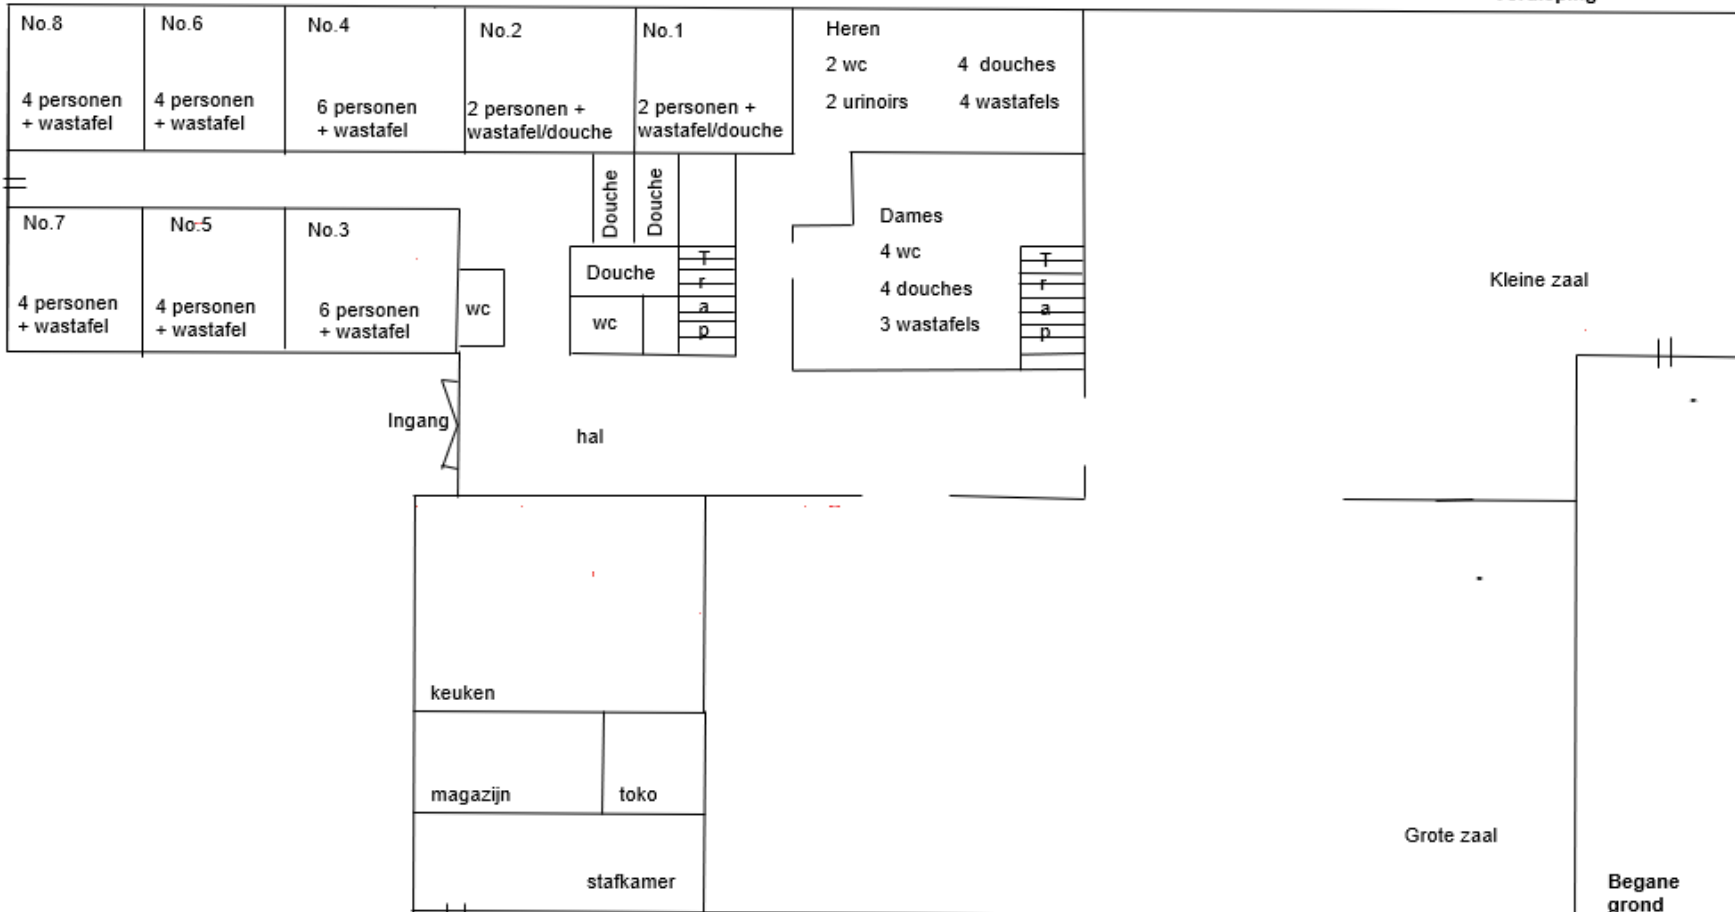 No.8
4 personen
+ wastafel
No.6
4 personen
+ wastafel
No.4
6 personen
+ wastafel
No.2
2 personen +
wastafel/douche
No.1
2 personen +
wastafel/douche
Heren
2 wc 4 douches
2 urinoirs 4 wastafels
No.7
4 personen
+ wastafel
No.5
4 personen
+ wastafel
No.3
6 personen
+ wastafel
wc
Douche
Douche
Douche
wc
Trap
Dames
4 wc
4 douches
3 wastafels
Trap
Kleine zaal
Ingang
hal
keuken
magazijn
toko
stafkamer
Grote zaal
Begane
grond